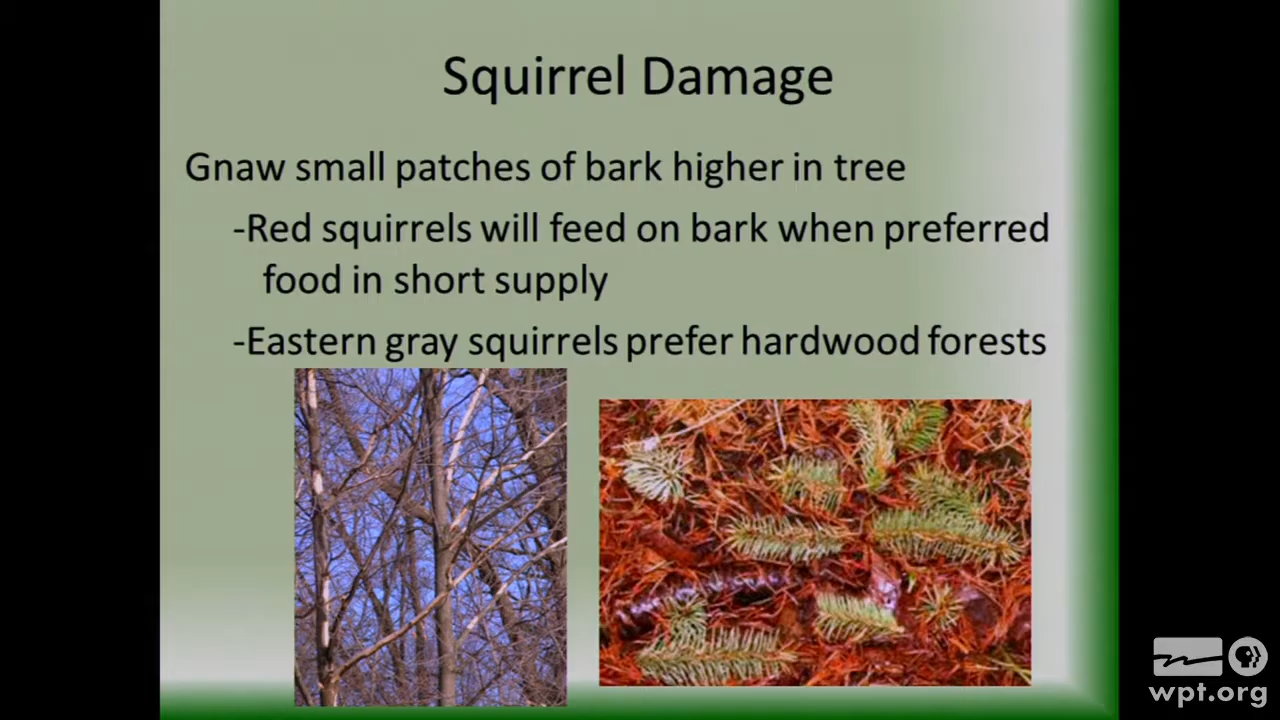 Squirrel Damage
Gnaw small patches of bark higher in tree
-Red squirrels will feed on bark when preferred
food in short supply
-Eastern gray squirrels prefer hardwood forests
wpt.org